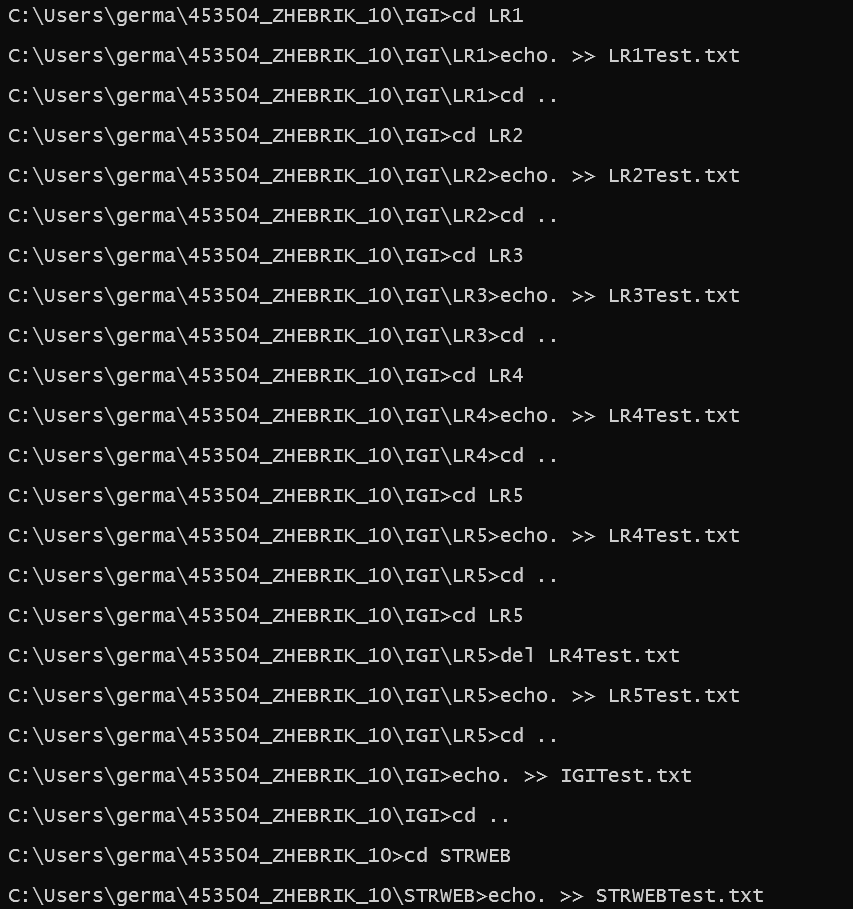 C:\Users\germa\453504_ZHEBRIK_10\IGI>cd LR1
C:\Users\germa\453504_ZHEBRIK_10\IGI\LR1>echo. >> LR1Test.txt
C:\Users\germa\453504_ZHEBRIK_10\IGI\LR1>cd ..
C:\Users\germa\453504_ZHEBRIK_10\IGI>cd LR2
C:\Users\germa\453504_ZHEBRIK_10\IGI\LR2>echo. >> LR2Test.txt
C:\Users\germa\453504_ZHEBRIK_10\IGI\LR2>cd ..
C:\Users\germa\453504_ZHEBRIK_10\IGI>cd LR3
C:\Users\germa\453504_ZHEBRIK_10\IGI\LR3>echo. >> LR3Test.txt
C:\Users\germa\453504_ZHEBRIK_10\IGI\LR3>cd ..
C:\Users\germa\453504_ZHEBRIK_10\IGI>cd LR4
C:\Users\germa\453504_ZHEBRIK_10\IGI\LR4>echo. >> LR4Test.txt
C:\Users\germa\453504_ZHEBRIK_10\IGI\LR4>cd ..
C:\Users\germa\453504_ZHEBRIK_10\IGI>cd LR5
C:\Users\germa\453504_ZHEBRIK_10\IGI\LR5>echo. >> LR4Test.txt
C:\Users\germa\453504_ZHEBRIK_10\IGI\LR5>cd ..
C:\Users\germa\453504_ZHEBRIK_10\IGI>cd LR5
C:\Users\germa\453504_ZHEBRIK_10\IGI\LR5>del LR4Test.txt
C:\Users\germa\453504_ZHEBRIK_10\IGI\LR5>echo. >> LR5Test.txt
C:\Users\germa\453504_ZHEBRIK_10\IGI\LR5>cd ..
C:\Users\germa\453504_ZHEBRIK_10\IGI>echo. >> IGITest.txt
C:\Users\germa\453504_ZHEBRIK_10\IGI>cd ..
C:\Users\germa\453504_ZHEBRIK_10>cd STRWEB
C:\Users\germa\453504_ZHEBRIK_10\STRWEB>echo. >> STRWEBTest.txt